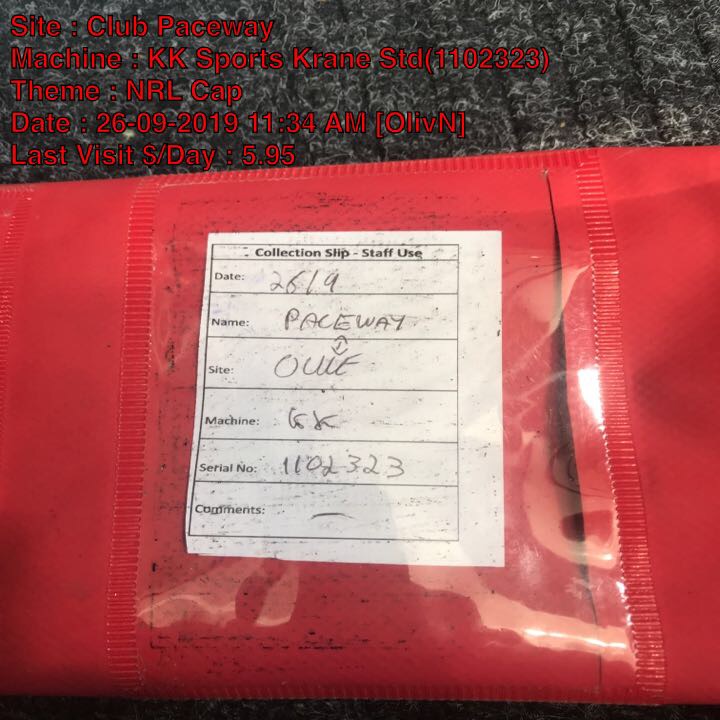 Site : Club Paceway
Machine : KK Sports Krane Std(1102323)
Theme : NRL Cap
Date : 26-09-2019 11:34 AM [OlivN]
Last Visit $/Day : 5.95
Collection Slip - Staff Use
Date: 26/9
Name: PACEWAY
Site: OLLIE
Machine: KK
Serial No: 1102323
Comments: —